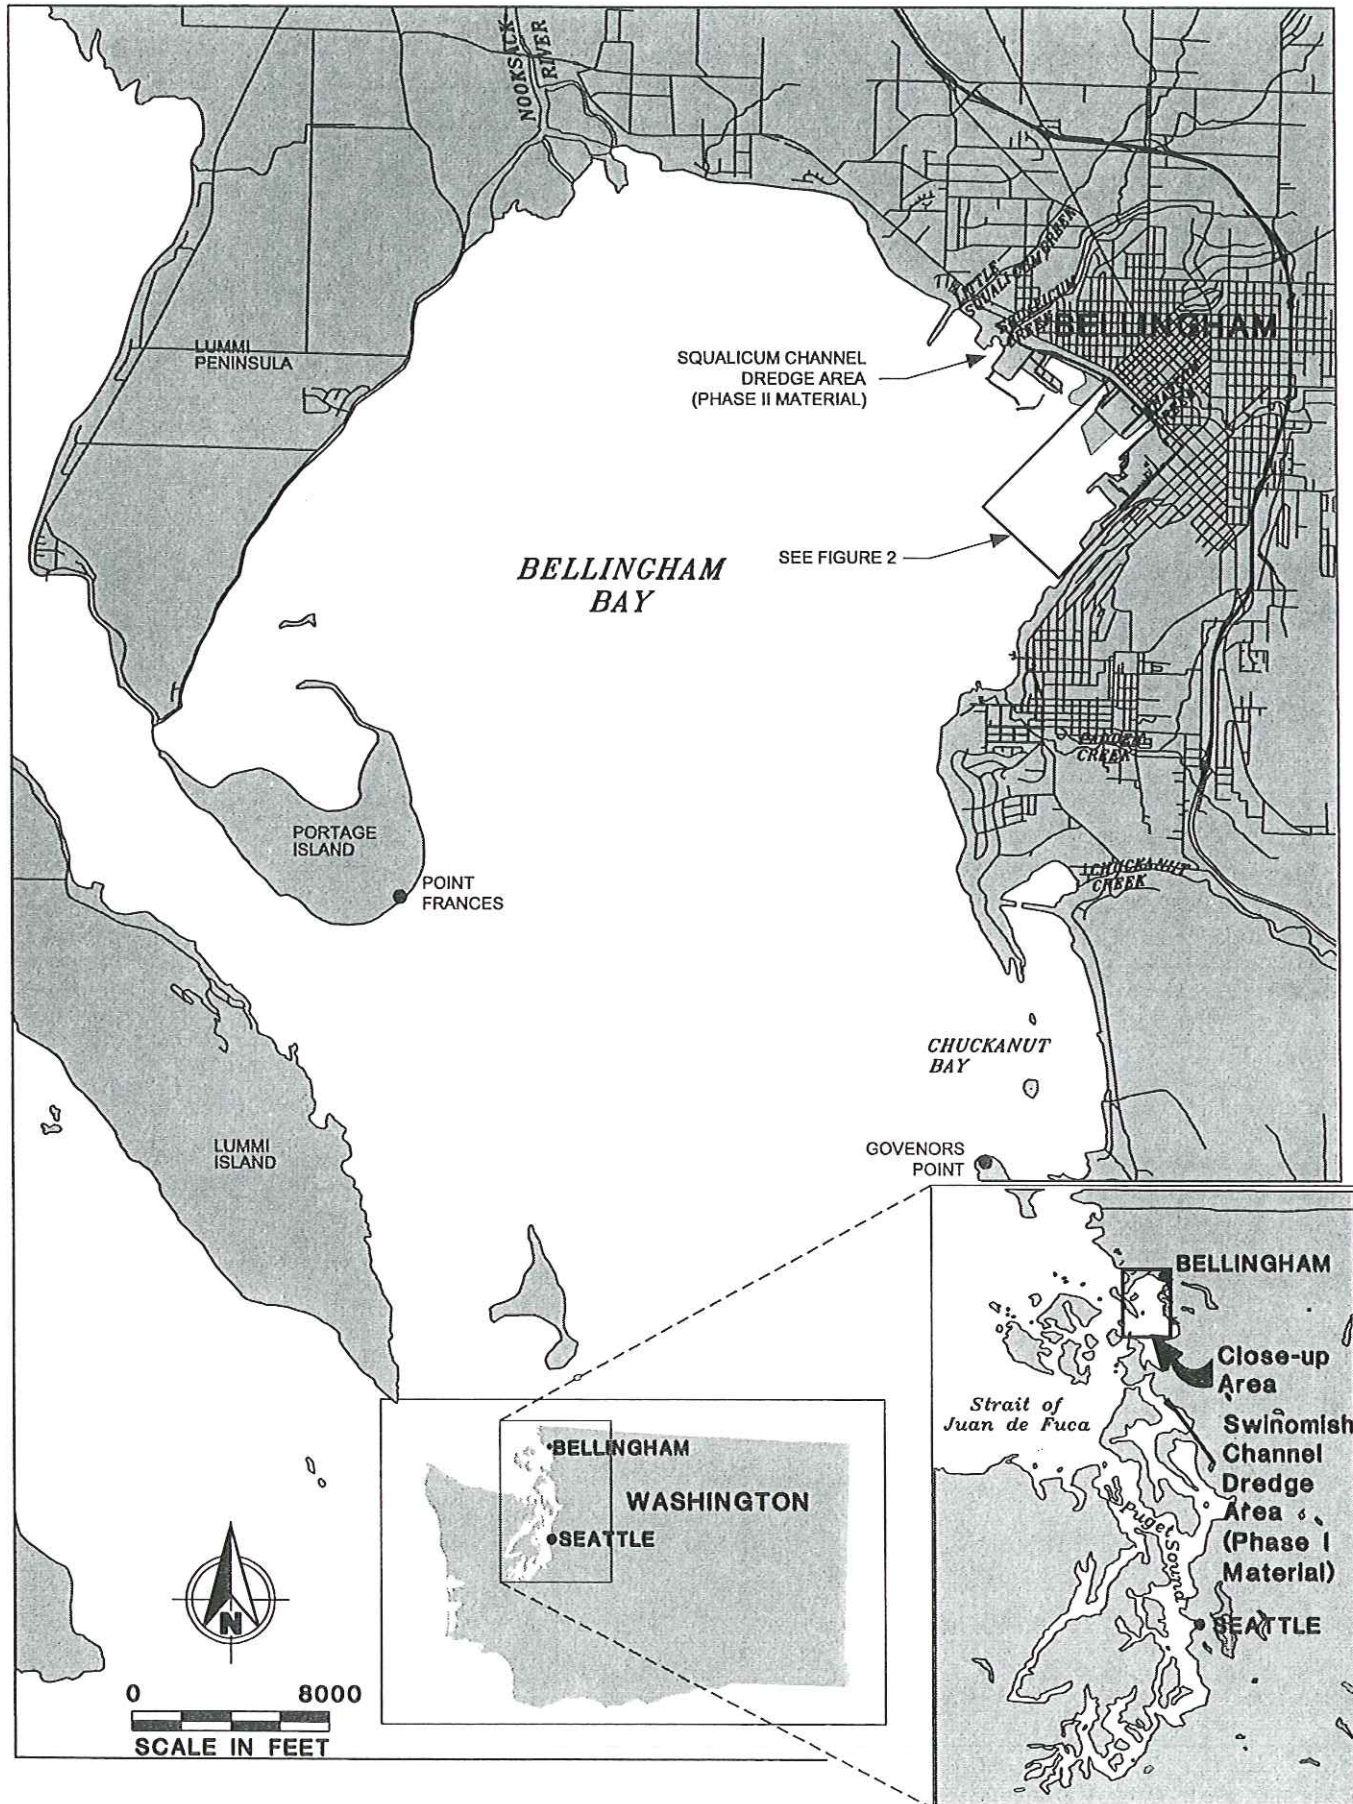 NOOKSACK
RIVER
LITTLE
SQUALICUM CREEK
SQUALICUM
CREEK
BELLINGHAM
LUMMI
PENINSULA
SQUALICUM CHANNEL
DREDGE AREA
(PHASE II MATERIAL)
WHATCOM
SEE FIGURE 2
BELLINGHAM
BAY
PADDEN
CREEK
PORTAGE
ISLAND
POINT
FRANCES
CHUCKANUT
CREEK
CHUCKANUT
BAY
GOVENORS
POINT
LUMMI
ISLAND
BELLINGHAM
Close-up
Area
Strait of
Juan de Fuca
Swinomish
Channel
Dredge
Area
(Phase I
Material)
Puget Sound
SEATTLE
BELLINGHAM
WASHINGTON
SEATTLE
N
0 8000
SCALE IN FEET